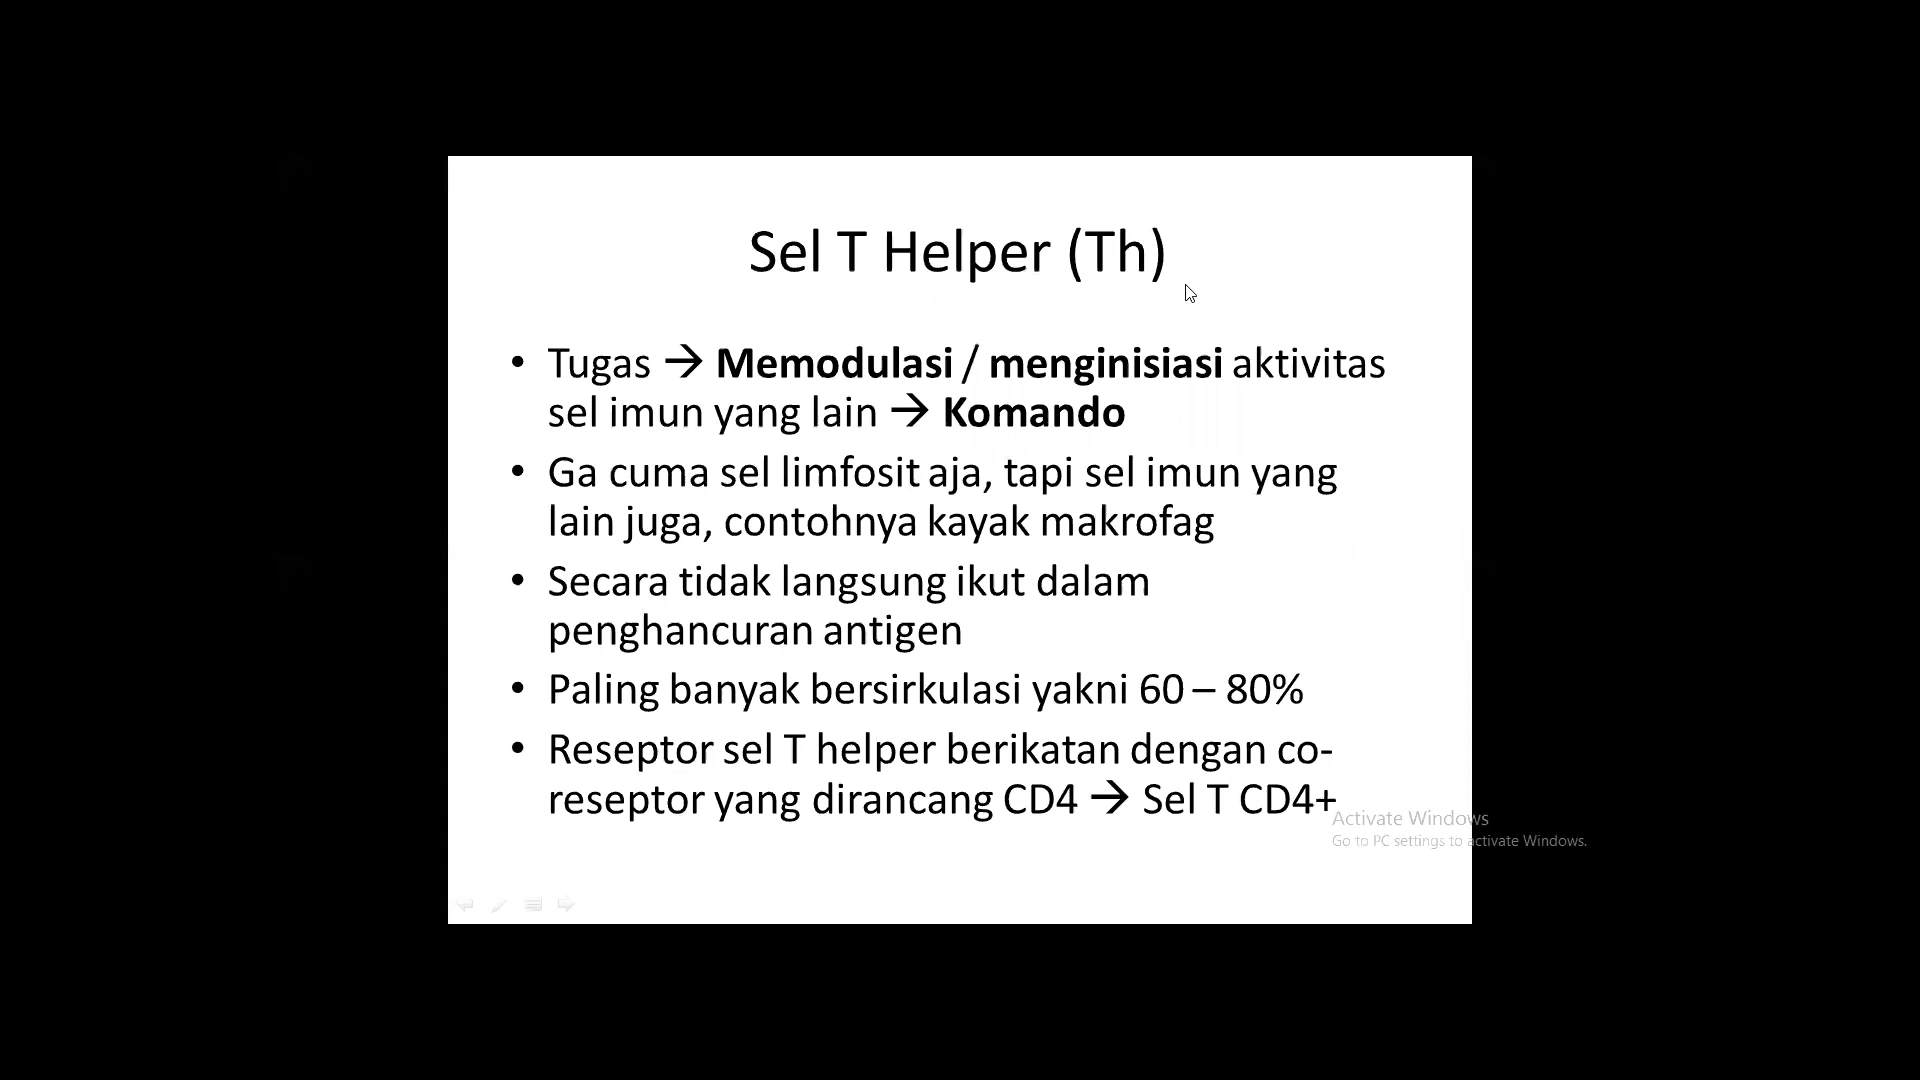 Sel T Helper (Th)
• Tugas → Memodulasi / menginisiasi aktivitas
sel imun yang lain → Komando
• Ga cuma sel limfosit aja, tapi sel imun yang
lain juga, contohnya kayak makrofag
• Secara tidak langsung ikut dalam
penghancuran antigen
• Paling banyak bersirkulasi yakni 60 – 80%
• Reseptor sel T helper berikatan dengan co-
reseptor yang dirancang CD4 → Sel T CD4+
Activate Windows
Go to PC settings to activate Windows.